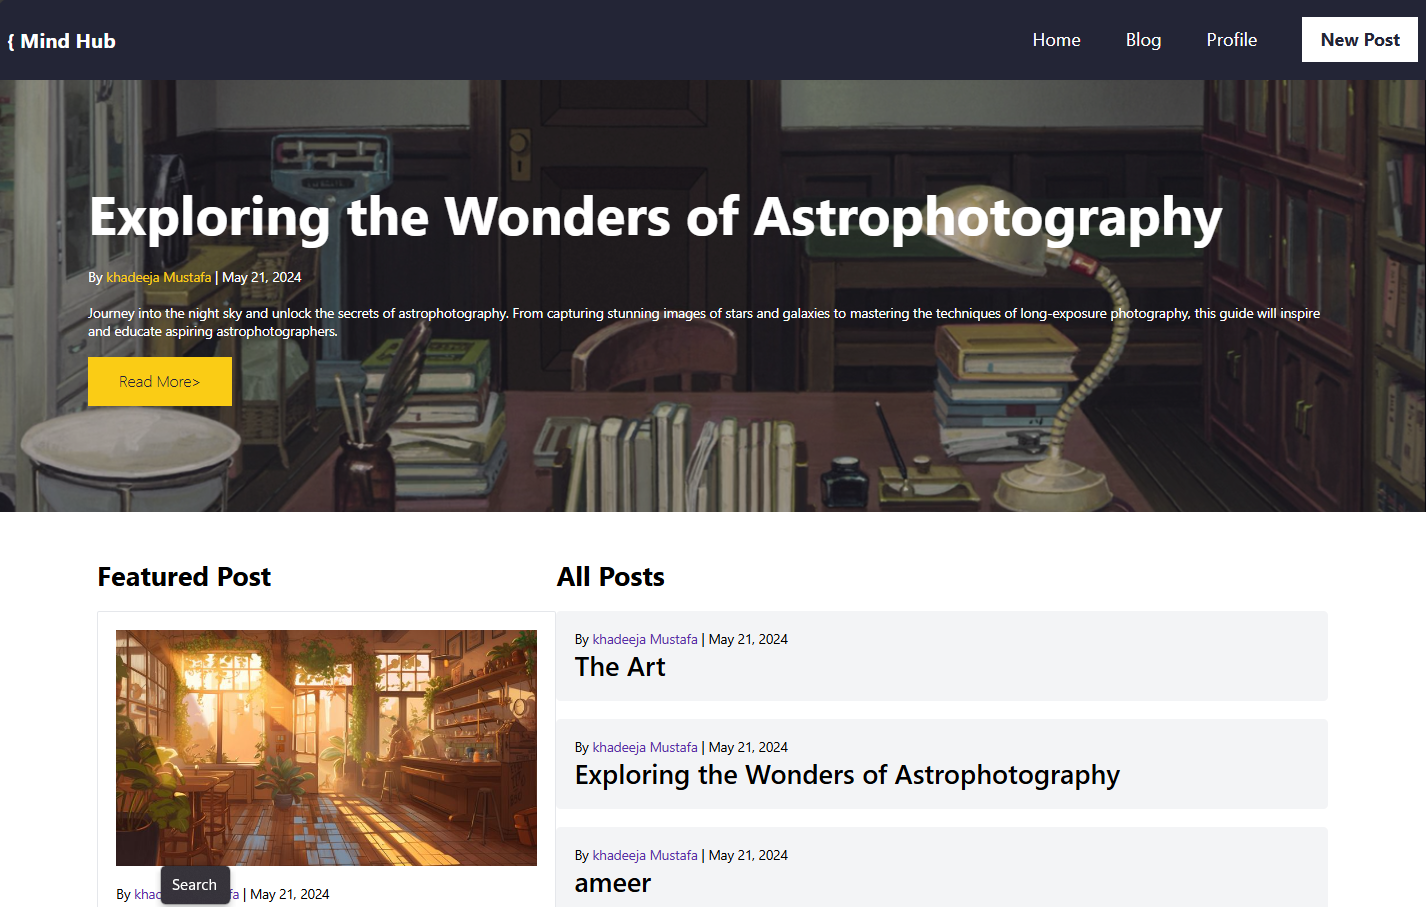 { Mind Hub
Home
Blog
Profile
New Post
Exploring the Wonders of Astrophotography
By khadeeja Mustafa | May 21, 2024
Journey into the night sky and unlock the secrets of astrophotography. From capturing stunning images of stars and galaxies to mastering the techniques of long-exposure photography, this guide will inspire
and educate aspiring astrophotographers.
Read More>
Featured Post
By khad fa | May 21, 2024
Search
All Posts
By khadeeja Mustafa | May 21, 2024
The Art
By khadeeja Mustafa | May 21, 2024
Exploring the Wonders of Astrophotography
By khadeeja Mustafa | May 21, 2024
ameer